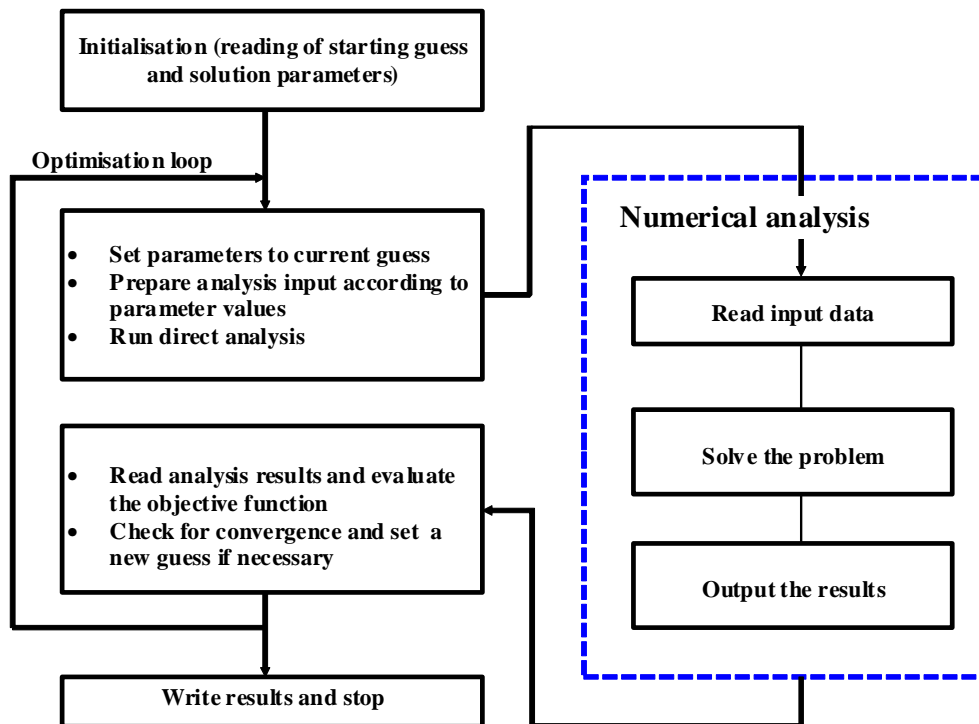 Initialisation (reading of starting guess
and solution parameters)
Optimisation loop
• Set parameters to current guess
• Prepare analysis input according to
parameter values
• Run direct analysis
Numerical analysis
Read input data
Solve the problem
Output the results
• Read analysis results and evaluate
the objective function
• Check for convergence and set a
new guess if necessary
Write results and stop